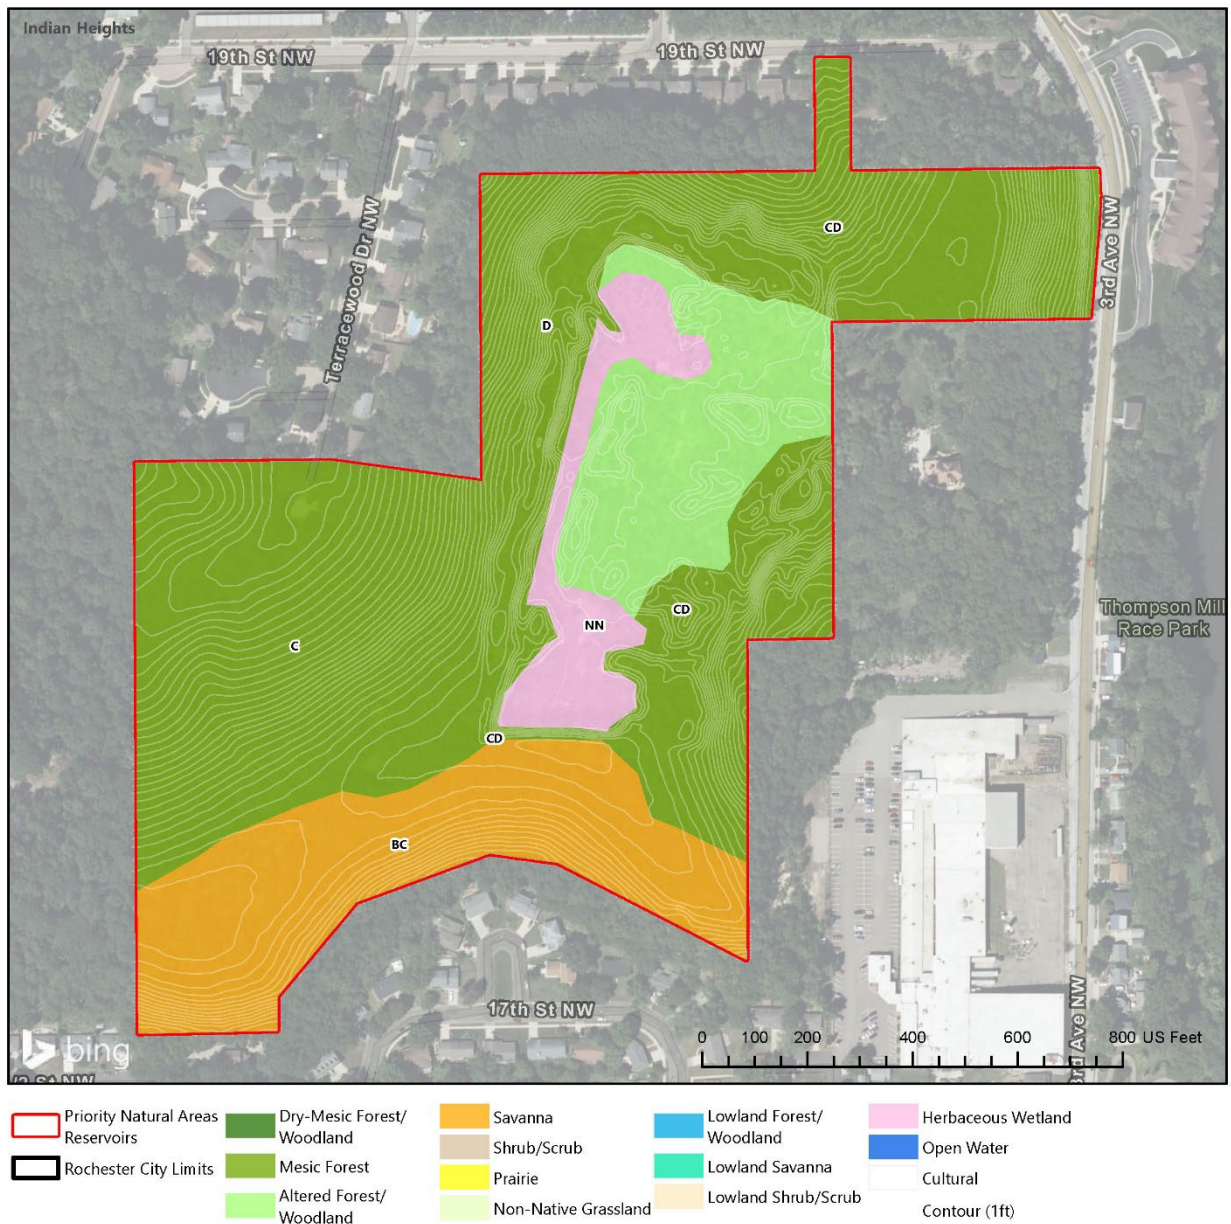 Indian Heights
19th St NW
19th St NW
3rd Ave NW
Terracewood Dr NW
CD
D
Thompson Mill
Race Park
CD
NN
C
CD
BC
17th St NW
3rd Ave NW
bing
0 100 200 400 600 800 US Feet
Priority Natural Areas
Reservoirs
Rochester City Limits
Dry-Mesic Forest/
Woodland
Mesic Forest
Altered Forest/
Woodland
Savanna
Shrub/Scrub
Prairie
Non-Native Grassland
Lowland Forest/
Woodland
Lowland Savanna
Lowland Shrub/Scrub
Herbaceous Wetland
Open Water
Cultural
Contour (1ft)